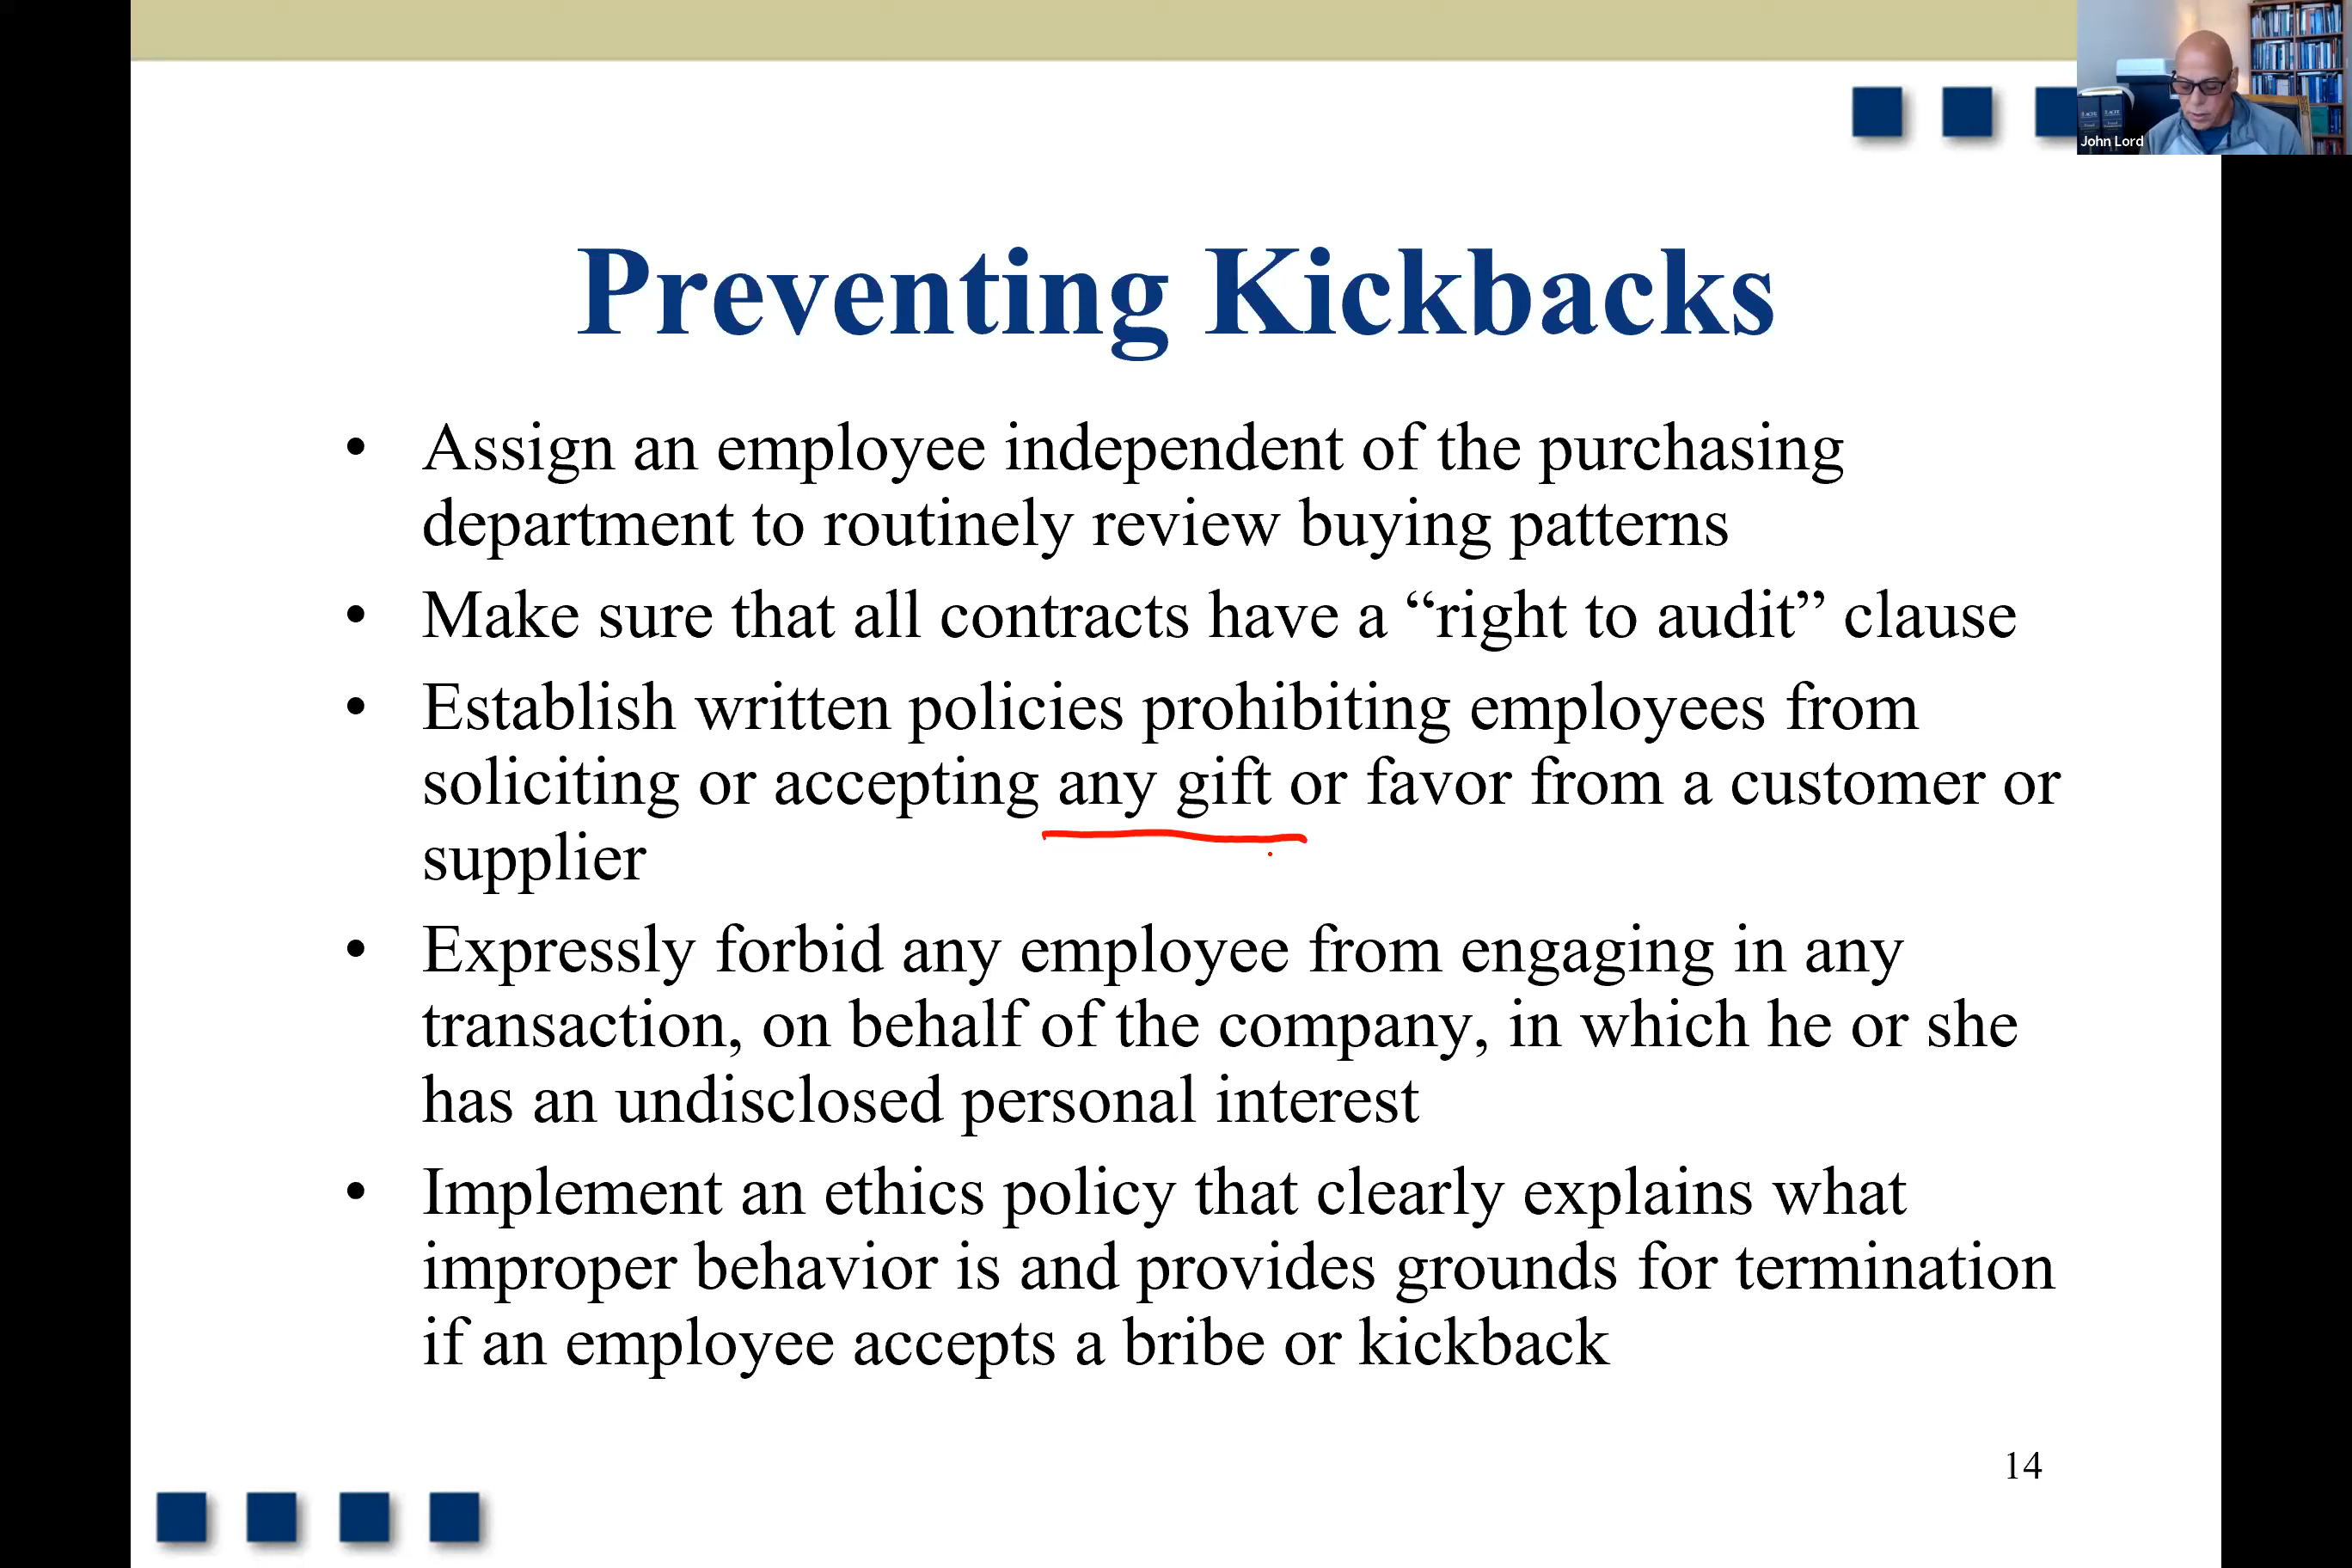 John Lord
Preventing Kickbacks
• Assign an employee independent of the purchasing
department to routinely review buying patterns
• Make sure that all contracts have a “right to audit” clause
• Establish written policies prohibiting employees from
soliciting or accepting any gift or favor from a customer or
supplier
• Expressly forbid any employee from engaging in any
transaction, on behalf of the company, in which he or she
has an undisclosed personal interest
• Implement an ethics policy that clearly explains what
improper behavior is and provides grounds for termination
if an employee accepts a bribe or kickback
14